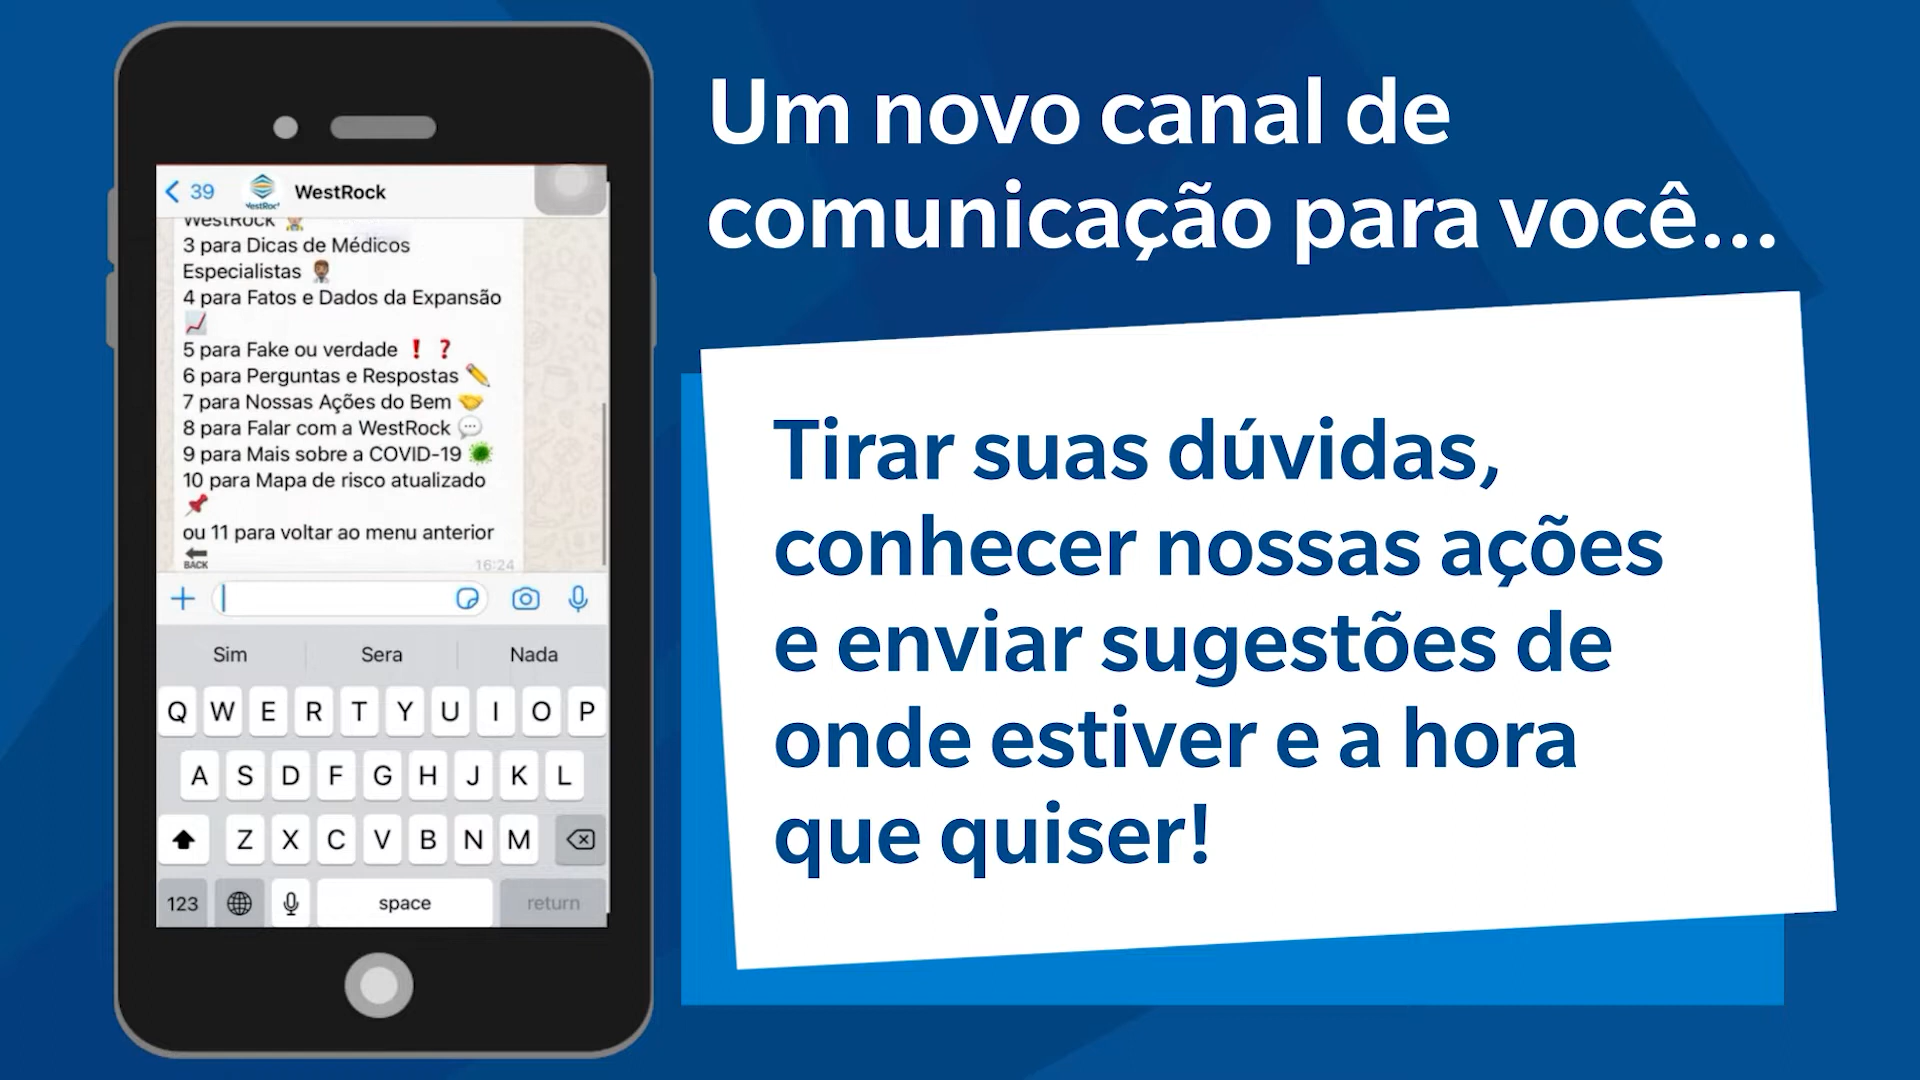 Um novo canal de
comunicação para você...
39
WestRock
WestRock
WestRock
3 para Dicas de Médicos
Especialistas
4 para Fatos e Dados da Expansão
5 para Fake ou verdade ❗ ❓
6 para Perguntas e Respostas
7 para Nossas Ações do Bem
8 para Falar com a WestRock
9 para Mais sobre a COVID-19
10 para Mapa de risco atualizado
ou 11 para voltar ao menu anterior
BACK
16:24
Sim Sera Nada
Q W E R T Y U I O P
A S D F G H J K L
Z X C V B N M
123 space return
Tirar suas dúvidas,
conhecer nossas ações
e enviar sugestões de
onde estiver e a hora
que quiser!